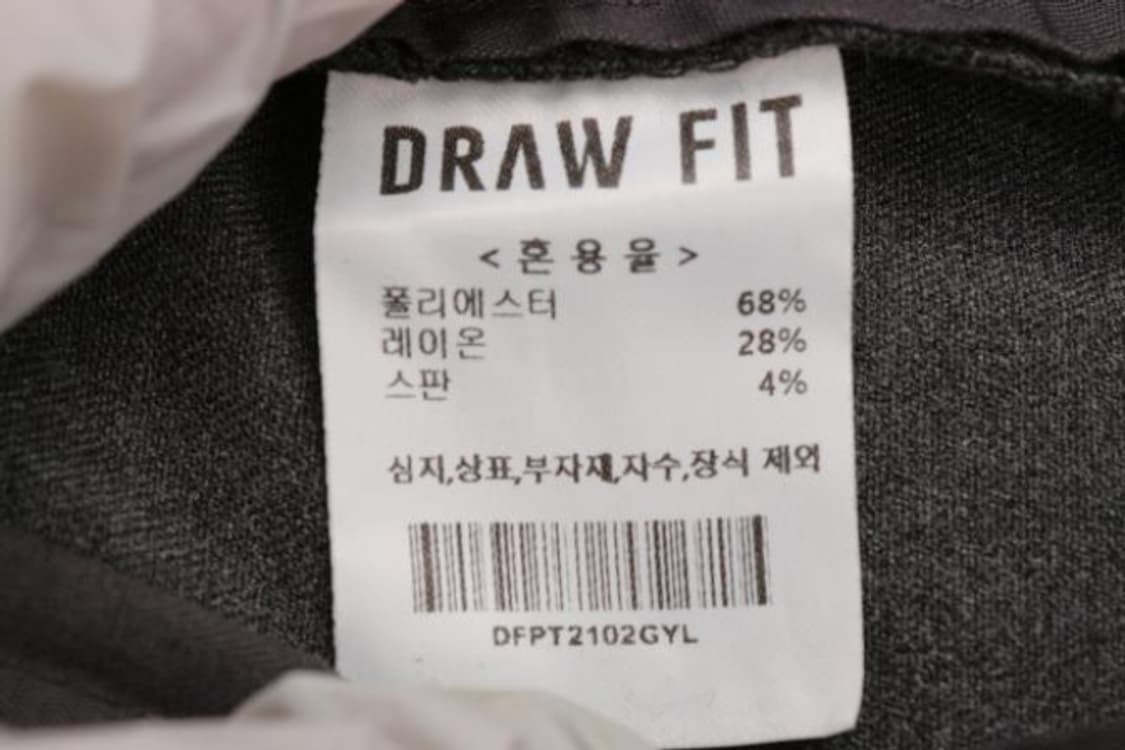 DRAW FIT
<혼용율>
폴리에스터 68%
레이온 28%
스판 4%
심지,상표,부자재,자수,장식 제외
DFPT2102GYL